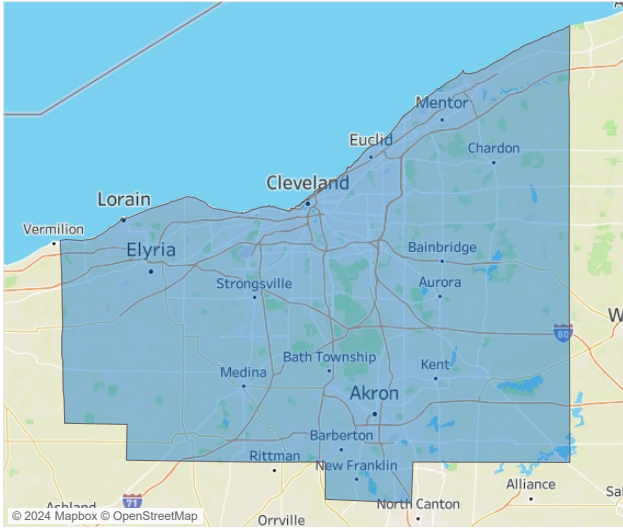 A
Mentor
Euclid
Chardon
Cleveland
Lorain
Vermilion
Elyria
Bainbridge
Strongsville
Aurora
W
80
Bath Township
Medina
Kent
Akron
Barberton
Rittman
New Franklin
Alliance
Sal
71
Ashland
North Canton
Orrville
© 2024 Mapbox © OpenStreetMap